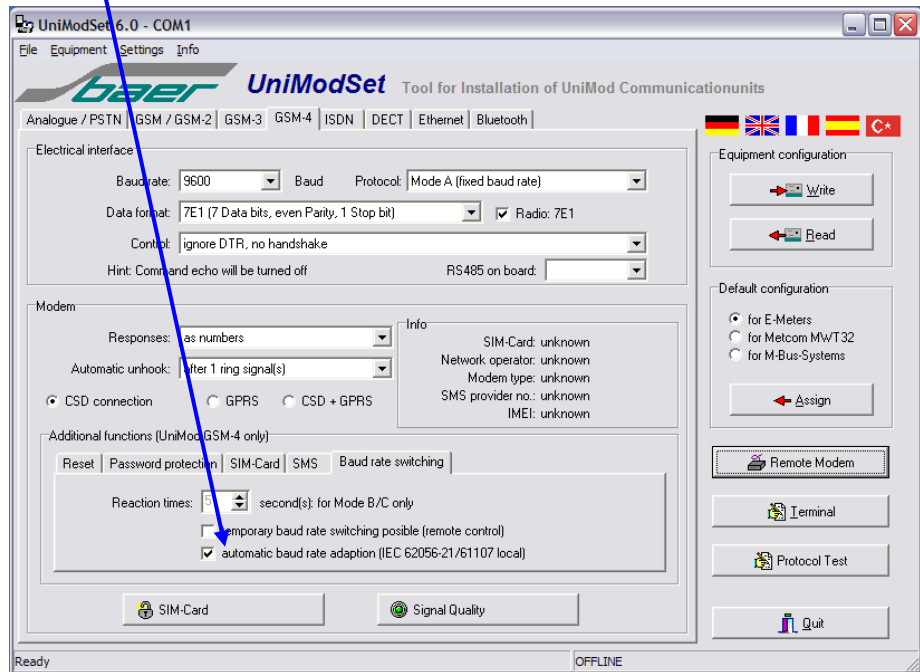 UniModSet 6.0 - COM1
File Equipment Settings Info
baer UniModSet Tool for Installation of UniMod Communicationunits
Analogue / PSTN GSM / GSM-2 GSM-3 GSM-4 ISDN DECT Ethernet Bluetooth
Electrical interface
Baud rate: 9600 Baud Protocol: Mode A (fixed baud rate)
Data format: 7E1 (7 Data bits, even Parity, 1 Stop bit) Radio: 7E1
Control: ignore DTR, no handshake
Hint: Command echo will be turned off RS485 on board:
Modem
Responses: as numbers
Automatic unhook: after 1 ring signal(s)
CSD connection GPRS CSD + GPRS
Info
SIM-Card: unknown
Network operator: unknown
Modem type: unknown
SMS provider no.: unknown
IMEI: unknown
Additional functions (UniMod GSM-4 only)
Reset Password protection SIM-Card SMS Baud rate switching
Reaction times: 5 second(s): for Mode B/C only
temporary baud rate switching posible (remote control)
automatic baud rate adaption (IEC 62056-21/61107 local)
SIM-Card Signal Quality
Equipment configuration
Write
Read
Default configuration
for E-Meters
for Metcom MWT32
for M-Bus-Systems
Assign
Remote Modem
Terminal
Protocol Test
Quit
Ready OFFLINE